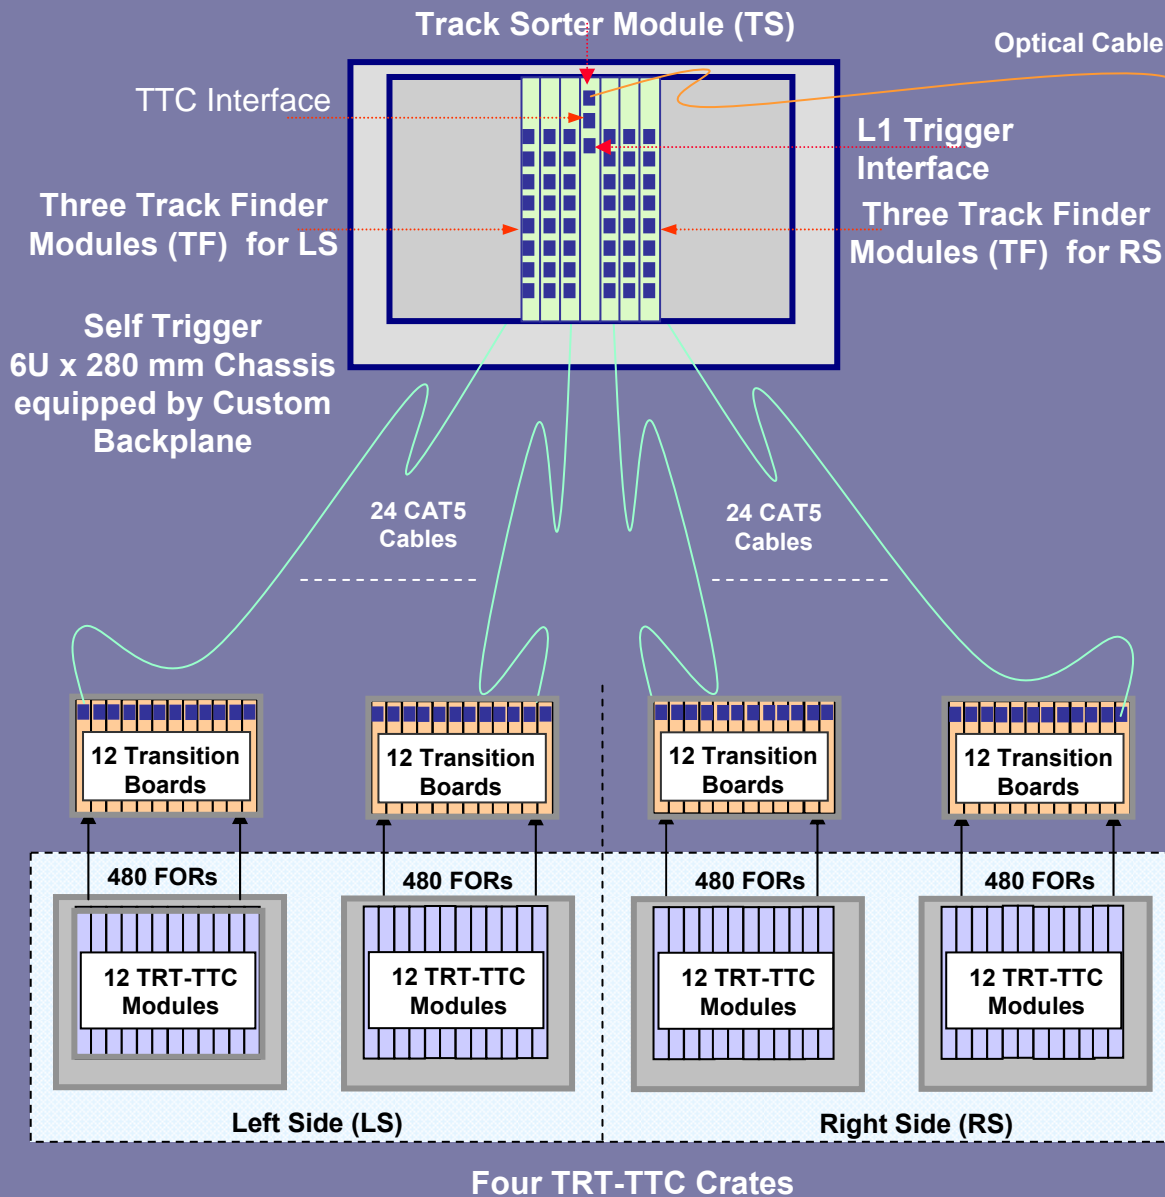 Track Sorter Module (TS)
Optical Cable
TTC Interface
L1 Trigger
Interface
Three Track Finder
Modules (TF) for LS
Three Track Finder
Modules (TF) for RS
Self Trigger
6U x 280 mm Chassis
equipped by Custom
Backplane
24 CAT5
Cables
24 CAT5
Cables
12 Transition
Boards
12 Transition
Boards
12 Transition
Boards
12 Transition
Boards
480 FORs
480 FORs
480 FORs
480 FORs
12 TRT-TTC
Modules
12 TRT-TTC
Modules
12 TRT-TTC
Modules
12 TRT-TTC
Modules
Left Side (LS)
Right Side (RS)
Four TRT-TTC Crates